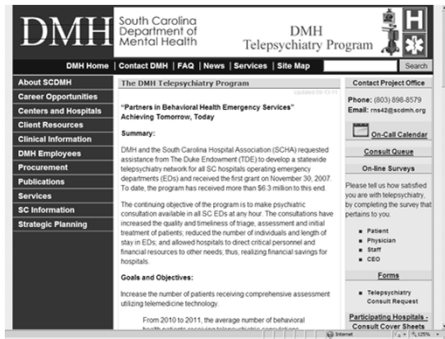 DMH
South Carolina
Department of
Mental Health
DMH
Telepsychiatry Program
H
DMH Home | Contact DMH | FAQ | News | Services | Site Map
Search
About SCDMH
Career Opportunities
Centers and Hospitals
Client Resources
Clinical Information
DMH Employees
Procurement
Publications
Services
SC Information
Strategic Planning
The DMH Telepsychiatry Program
Updated
“Partners in Behavioral Health Emergency Services”
Achieving Tomorrow, Today
Summary:
DMH and the South Carolina Hospital Association (SCHA) requested
assistance from The Duke Endowment (TDE) to develop a statewide
telepsychiatry network for all SC hospitals operating emergency
departments (EDs) and received the first grant on November 30, 2007.
To date, the program has received more than $6.3 million to this end.
The continuing objective of the program is to make psychiatric
consultation available in all SC EDs at any hour. The consultations have
increased the quality and timeliness of triage, assessment and initial
treatment of patients; reduced the number of individuals and length of
stay in EDs; and allowed hospitals to direct critical personnel and
financial resources to other needs, thus, realizing financial savings for
hospitals.
Goals and Objectives:
Increase the number of patients receiving comprehensive assessment
utilizing telemedicine technology.
From 2010 to 2011, the average number of behavioral
health patients receiving telepsychiatric consultations
Contact Project Office
Phone: (803) 898-8579
Email: rns42@scdmh.org
On-Call Calendar
Consult Queue
On-line Surveys
Please tell us how satisfied
you are with telepsychiatry,
by completing the survey that
pertains to you.
Patient
Physician
Staff
CEO
Forms
Telepsychiatry
Consult Request
Participating Hospitals -
Consult Cover Sheets
Internet
125%